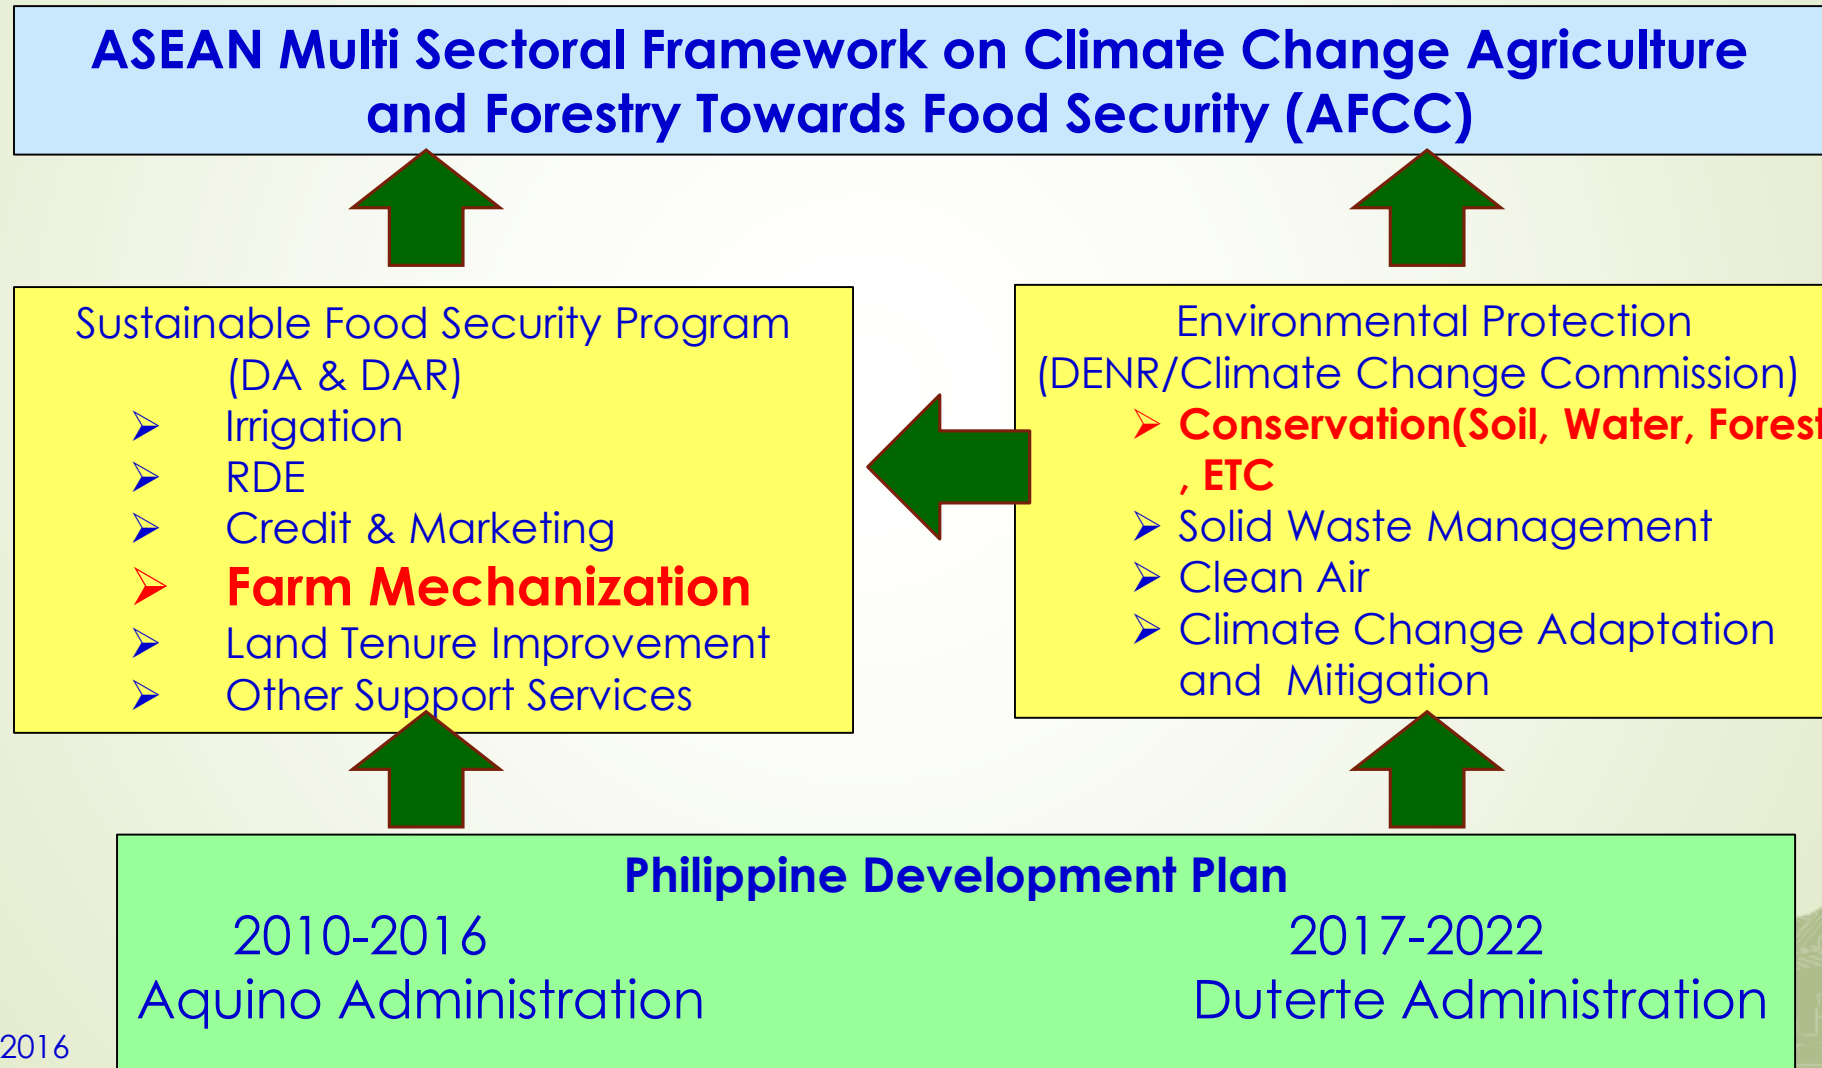 ASEAN Multi Sectoral Framework on Climate Change Agriculture
and Forestry Towards Food Security (AFCC)
Sustainable Food Security Program
(DA & DAR)
➢ Irrigation
➢ RDE
➢ Credit & Marketing
➢ Farm Mechanization
➢ Land Tenure Improvement
➢ Other Support Services
Environmental Protection
(DENR/Climate Change Commission)
➢ Conservation(Soil, Water, Forest
, ETC
➢ Solid Waste Management
➢ Clean Air
➢ Climate Change Adaptation
and Mitigation
Philippine Development Plan
2010-2016
Aquino Administration
2017-2022
Duterte Administration
2016